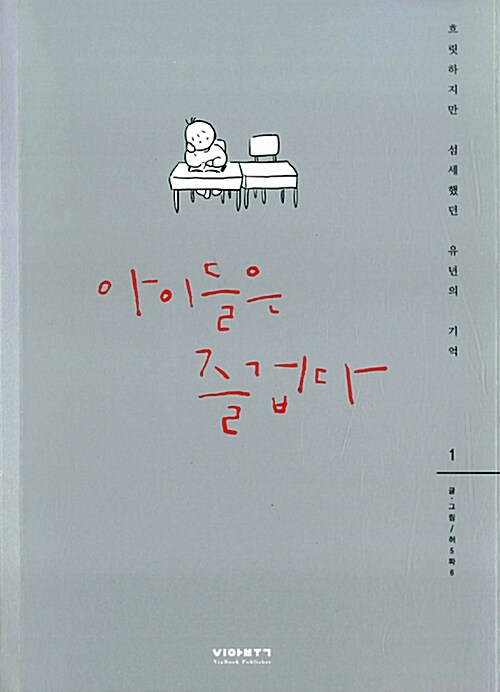 흐릿하지만 섬세했던 유년의 기억
아이들은
즐겁다
1
글·그림/허5파6
비아북
ViaBook Publisher